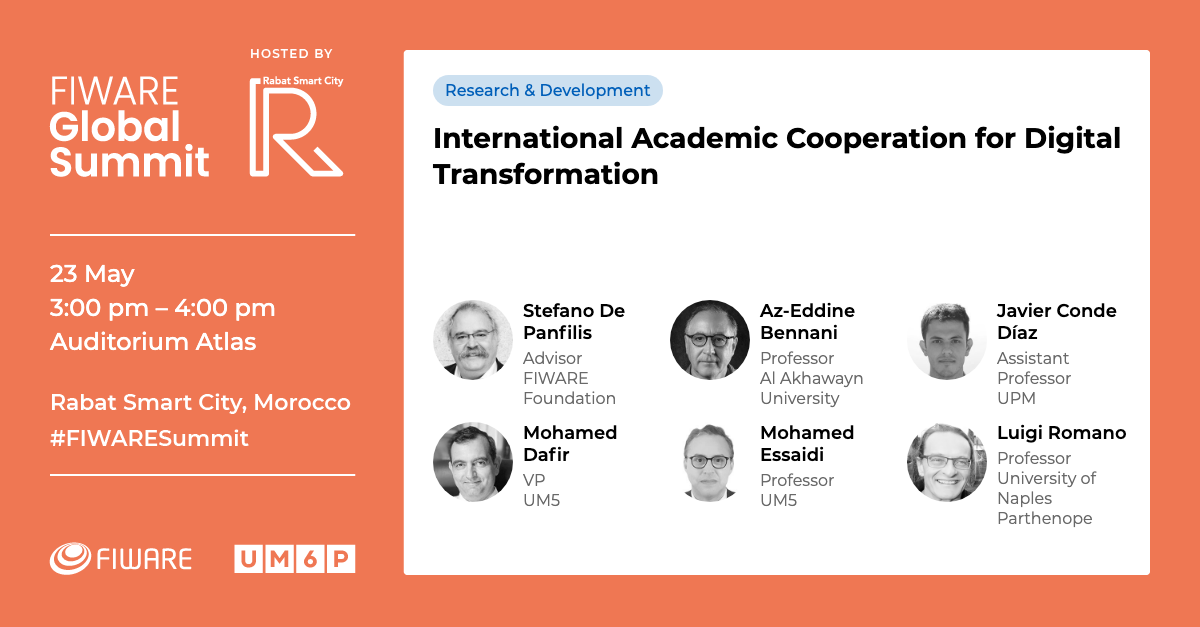 HOSTED BY
FIWARE
Global
Summit
Rabat Smart City
R
23 May
3:00 pm – 4:00 pm
Auditorium Atlas
Rabat Smart City, Morocco
#FIWARESummit
FIWARE
UM6P
Research & Development
International Academic Cooperation for Digital
Transformation
Stefano De
Panfilis
Advisor
FIWARE
Foundation
Az-Eddine
Bennani
Professor
Al Akhawayn
University
Javier Conde
Díaz
Assistant
Professor
UPM
Mohamed
Dafir
VP
UM5
Mohamed
Essaidi
Professor
UM5
Luigi Romano
Professor
University of
Naples
Parthenope